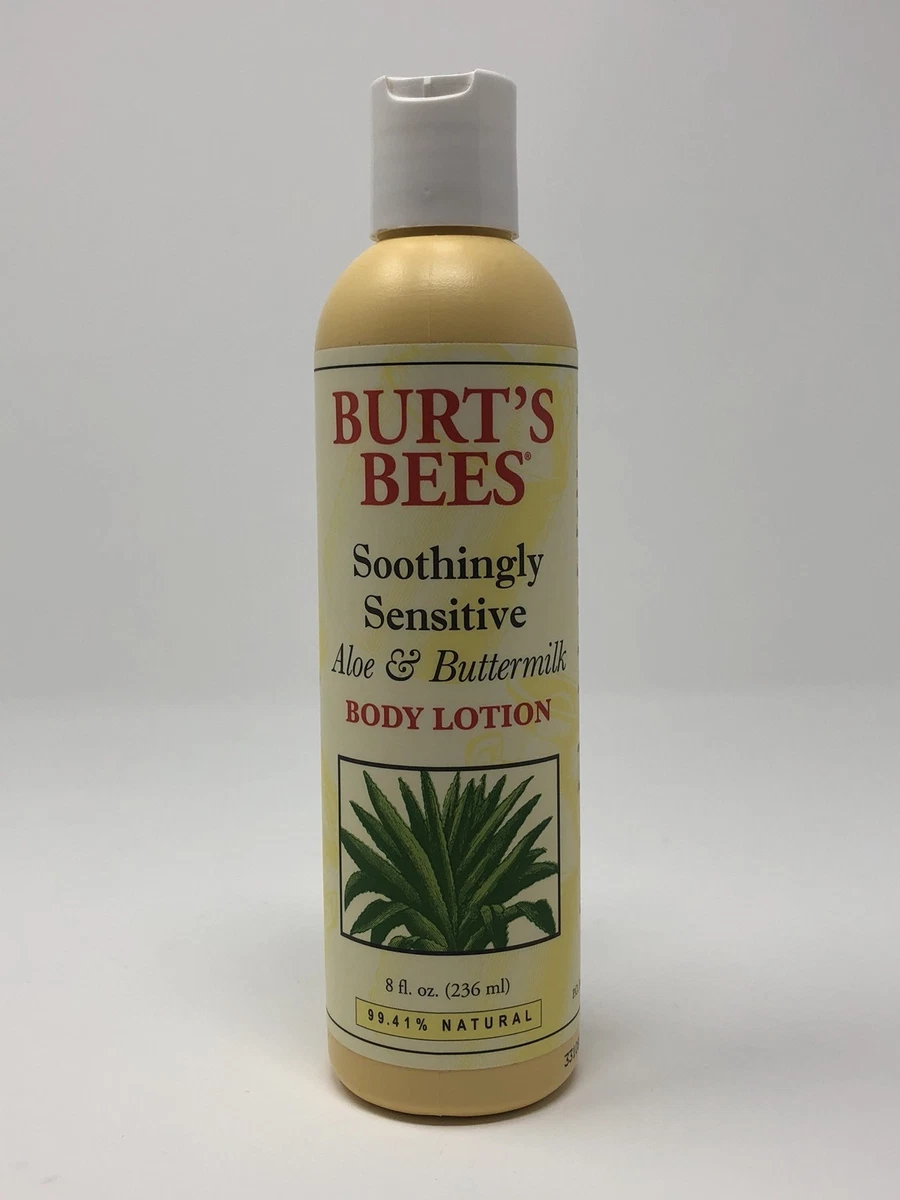 BURT'S
BEES®
Soothingly
Sensitive
Aloe & Buttermilk
BODY LOTION
8 fl. oz. (236 ml)
99.41% NATURAL